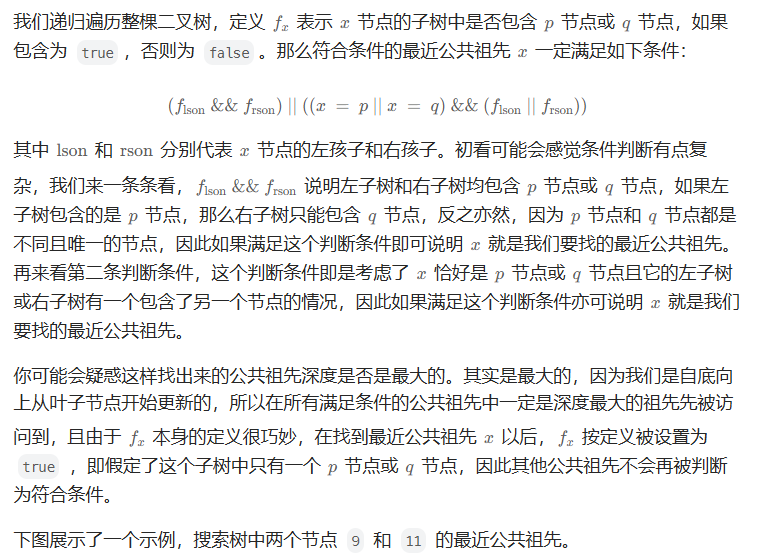 我们递归遍历整棵二叉树，定义 fx 表示 x 节点的子树中是否包含 p 节点或 q 节点，如果
包含为 true ，否则为 false 。那么符合条件的最近公共祖先 x 一定满足如下条件：
(flson && frson) || ((x = p || x = q) && (flson || frson))
其中 lson 和 rson 分别代表 x 节点的左孩子和右孩子。初看可能会感觉条件判断有点复
杂，我们来一条条看，flson && frson 说明左子树和右子树均包含 p 节点或 q 节点，如果左
子树包含的是 p 节点，那么右子树只能包含 q 节点，反之亦然，因为 p 节点和 q 节点都是
不同且唯一的节点，因此如果满足这个判断条件即可说明 x 就是我们要找的最近公共祖先。
再来看第二条判断条件，这个判断条件即是考虑了 x 恰好是 p 节点或 q 节点且它的左子树
或右子树有一个包含了另一个节点的情况，因此如果满足这个判断条件亦可说明 x 就是我们
要找的最近公共祖先。
你可能会疑惑这样找出来的公共祖先深度是否是最大的。其实是最大的，因为我们是自底向
上从叶子节点开始更新的，所以在所有满足条件的公共祖先中一定是深度最大的祖先先被访
问到，且由于 fx 本身的定义很巧妙，在找到最近公共祖先 x 以后，fx 按定义被设置为
true ，即假定了这个子树中只有一个 p 节点或 q 节点，因此其他公共祖先不会再被判断
为符合条件。
下图展示了一个示例，搜索树中两个节点 9 和 11 的最近公共祖先。